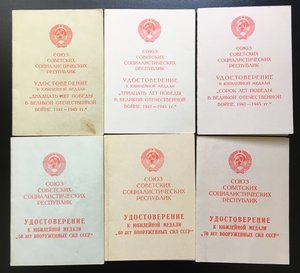 СОЮЗ
СОВЕТСКИХ
СОЦИАЛИСТИЧЕСКИХ
РЕСПУБЛИК
УДОСТОВЕРЕНИЕ
К ЮБИЛЕЙНОЙ МЕДАЛИ
„ДВАДЦАТЬ ЛЕТ ПОБЕДЫ
В ВЕЛИКОЙ ОТЕЧЕСТВЕННОЙ
ВОЙНЕ 1941—1945 гг."
СОЮЗ
СОВЕТСКИХ
СОЦИАЛИСТИЧЕСКИХ
РЕСПУБЛИК
УДОСТОВЕРЕНИЕ
К ЮБИЛЕЙНОЙ МЕДАЛИ
„ТРИДЦАТЬ ЛЕТ ПОБЕДЫ
В ВЕЛИКОЙ ОТЕЧЕСТВЕННОЙ
ВОЙНЕ 1941—1945 гг."
СОЮЗ
СОВЕТСКИХ
СОЦИАЛИСТИЧЕСКИХ
РЕСПУБЛИК
УДОСТОВЕРЕНИЕ
К ЮБИЛЕЙНОЙ МЕДАЛИ
„СОРОК ЛЕТ ПОБЕДЫ
В ВЕЛИКОЙ ОТЕЧЕСТВЕННОЙ
ВОЙНЕ 1941—1945 гг."
СОЮЗ
СОВЕТСКИХ
СОЦИАЛИСТИЧЕСКИХ
РЕСПУБЛИК
УДОСТОВЕРЕНИЕ
К ЮБИЛЕЙНОЙ МЕДАЛИ
„50 ЛЕТ ВООРУЖЕННЫХ СИЛ СССР"
СОЮЗ
СОВЕТСКИХ
СОЦИАЛИСТИЧЕСКИХ
РЕСПУБЛИК
УДОСТОВЕРЕНИЕ
К ЮБИЛЕЙНОЙ МЕДАЛИ
„60 ЛЕТ ВООРУЖЕННЫХ СИЛ СССР"
СОЮЗ
СОВЕТСКИХ
СОЦИАЛИСТИЧЕСКИХ
РЕСПУБЛИК
УДОСТОВЕРЕНИЕ
К ЮБИЛЕЙНОЙ МЕДАЛИ
„70 ЛЕТ ВООРУЖЕННЫХ СИЛ СССР"